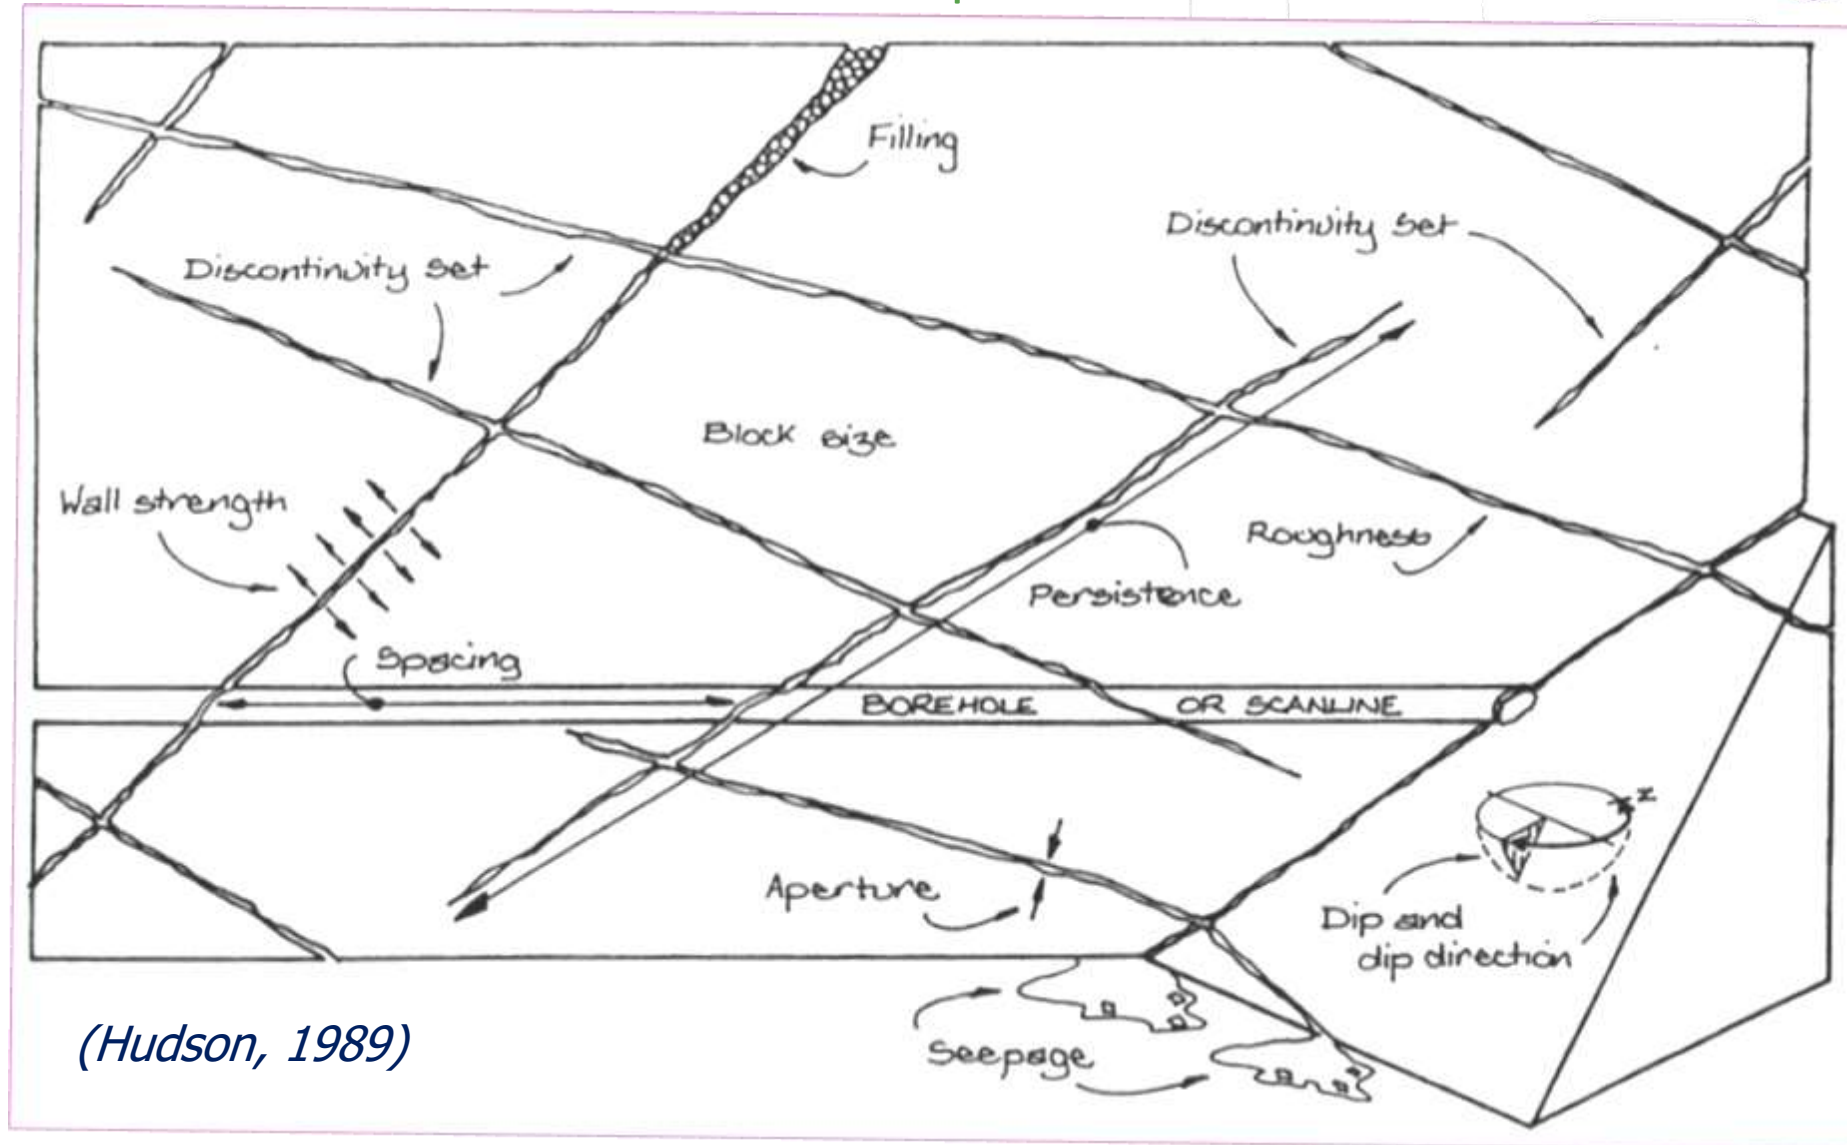 Filling
Discontinuity set
Discontinuity set
Block size
Wall strength
Roughness
Persistence
Spacing
BOREHOLE OR SCANLINE
Z
Aperture
Dip and
dip direction
Seepage
(Hudson, 1989)